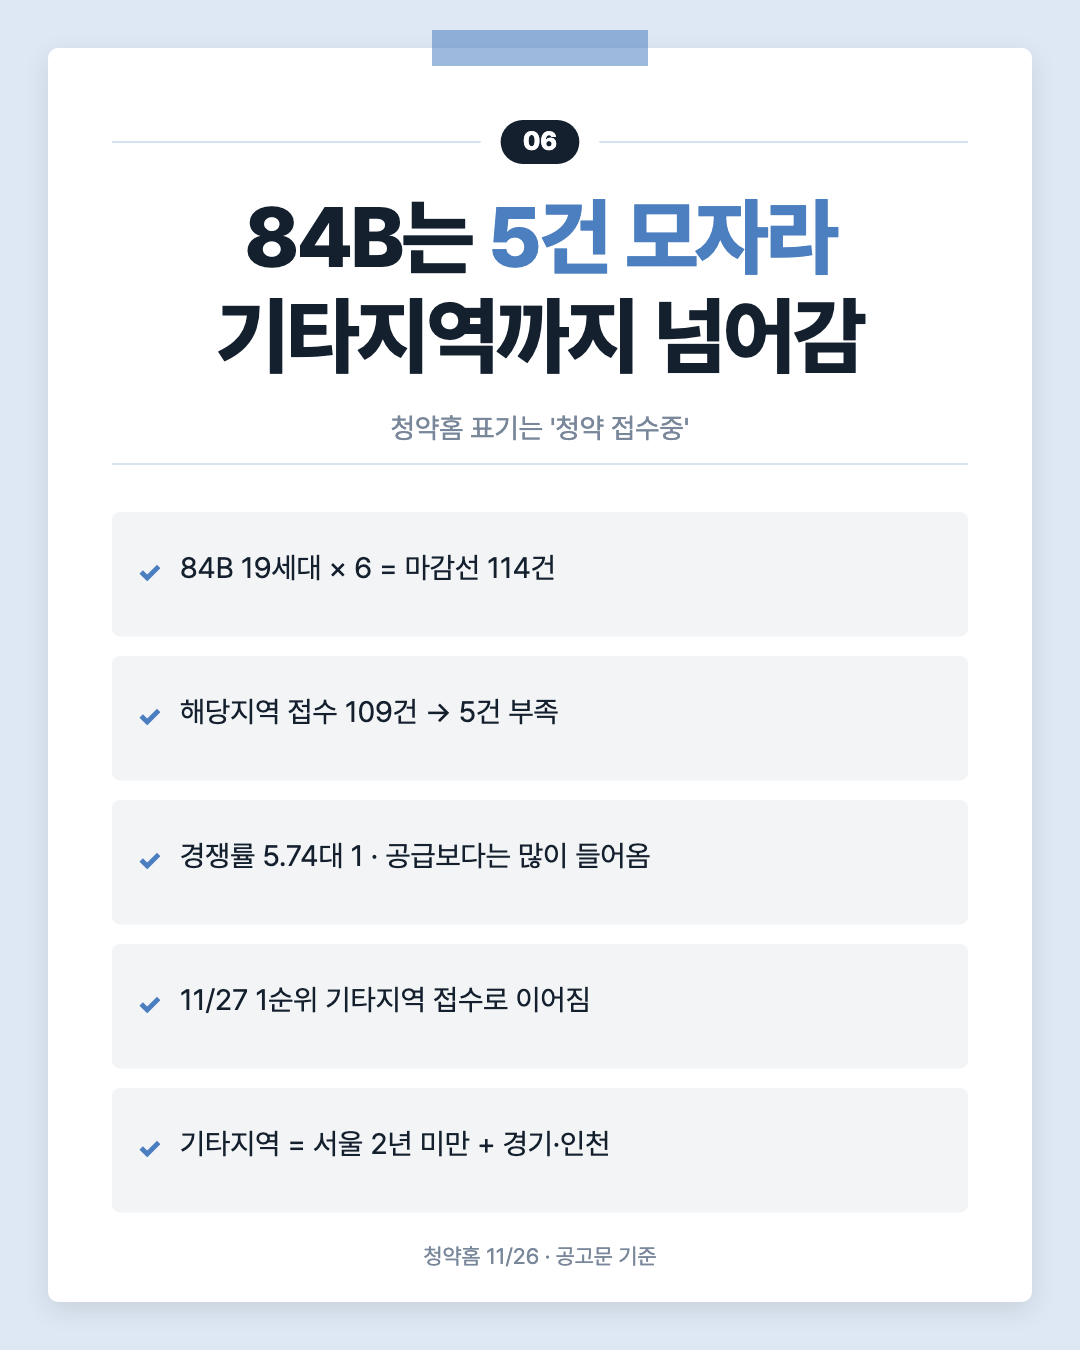 06
84B는 5건 모자라
기타지역까지 넘어감
청약홈 표기는 '청약 접수중'
84B 19세대 × 6 = 마감선 114건
해당지역 접수 109건 → 5건 부족
경쟁률 5.74대 1 · 공급보다는 많이 들어옴
11/27 1순위 기타지역 접수로 이어짐
기타지역 = 서울 2년 미만 + 경기·인천
청약홈 11/26 · 공고문 기준